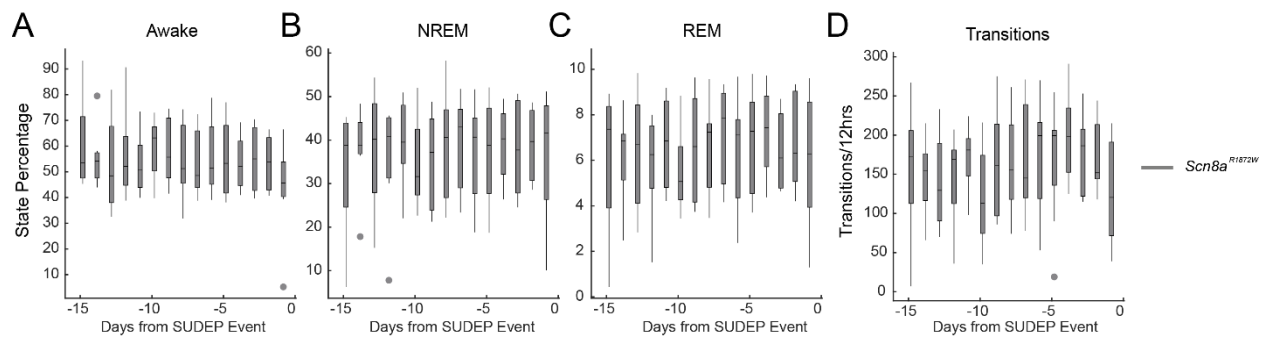 A
Awake
State Percentage
90
80
70
60
50
40
30
20
10
-15
-10
-5
0
Days from SUDEP Event
B
NREM
60
50
40
30
20
10
-15
-10
-5
0
Days from SUDEP Event
C
REM
10
8
6
4
2
0
-15
-10
-5
0
Days from SUDEP Event
D
Transitions
Transitions/12hrs
300
250
200
150
100
50
0
-15
-10
-5
0
Days from SUDEP Event
Scn8a R1872W